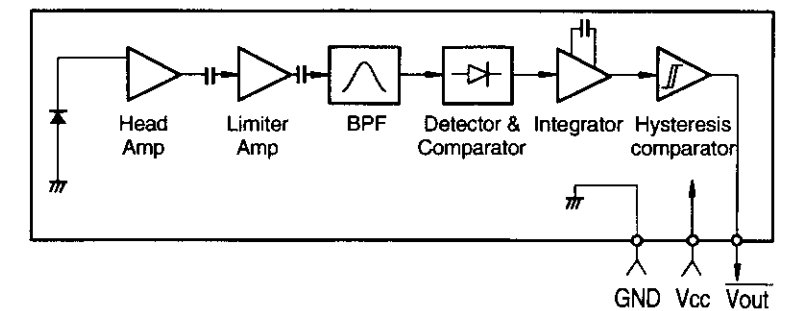 Head
Amp
Limiter
Amp
BPF
Detector &
Comparator
Integrator
Hysteresis
comparator
GND
Vcc
Vout